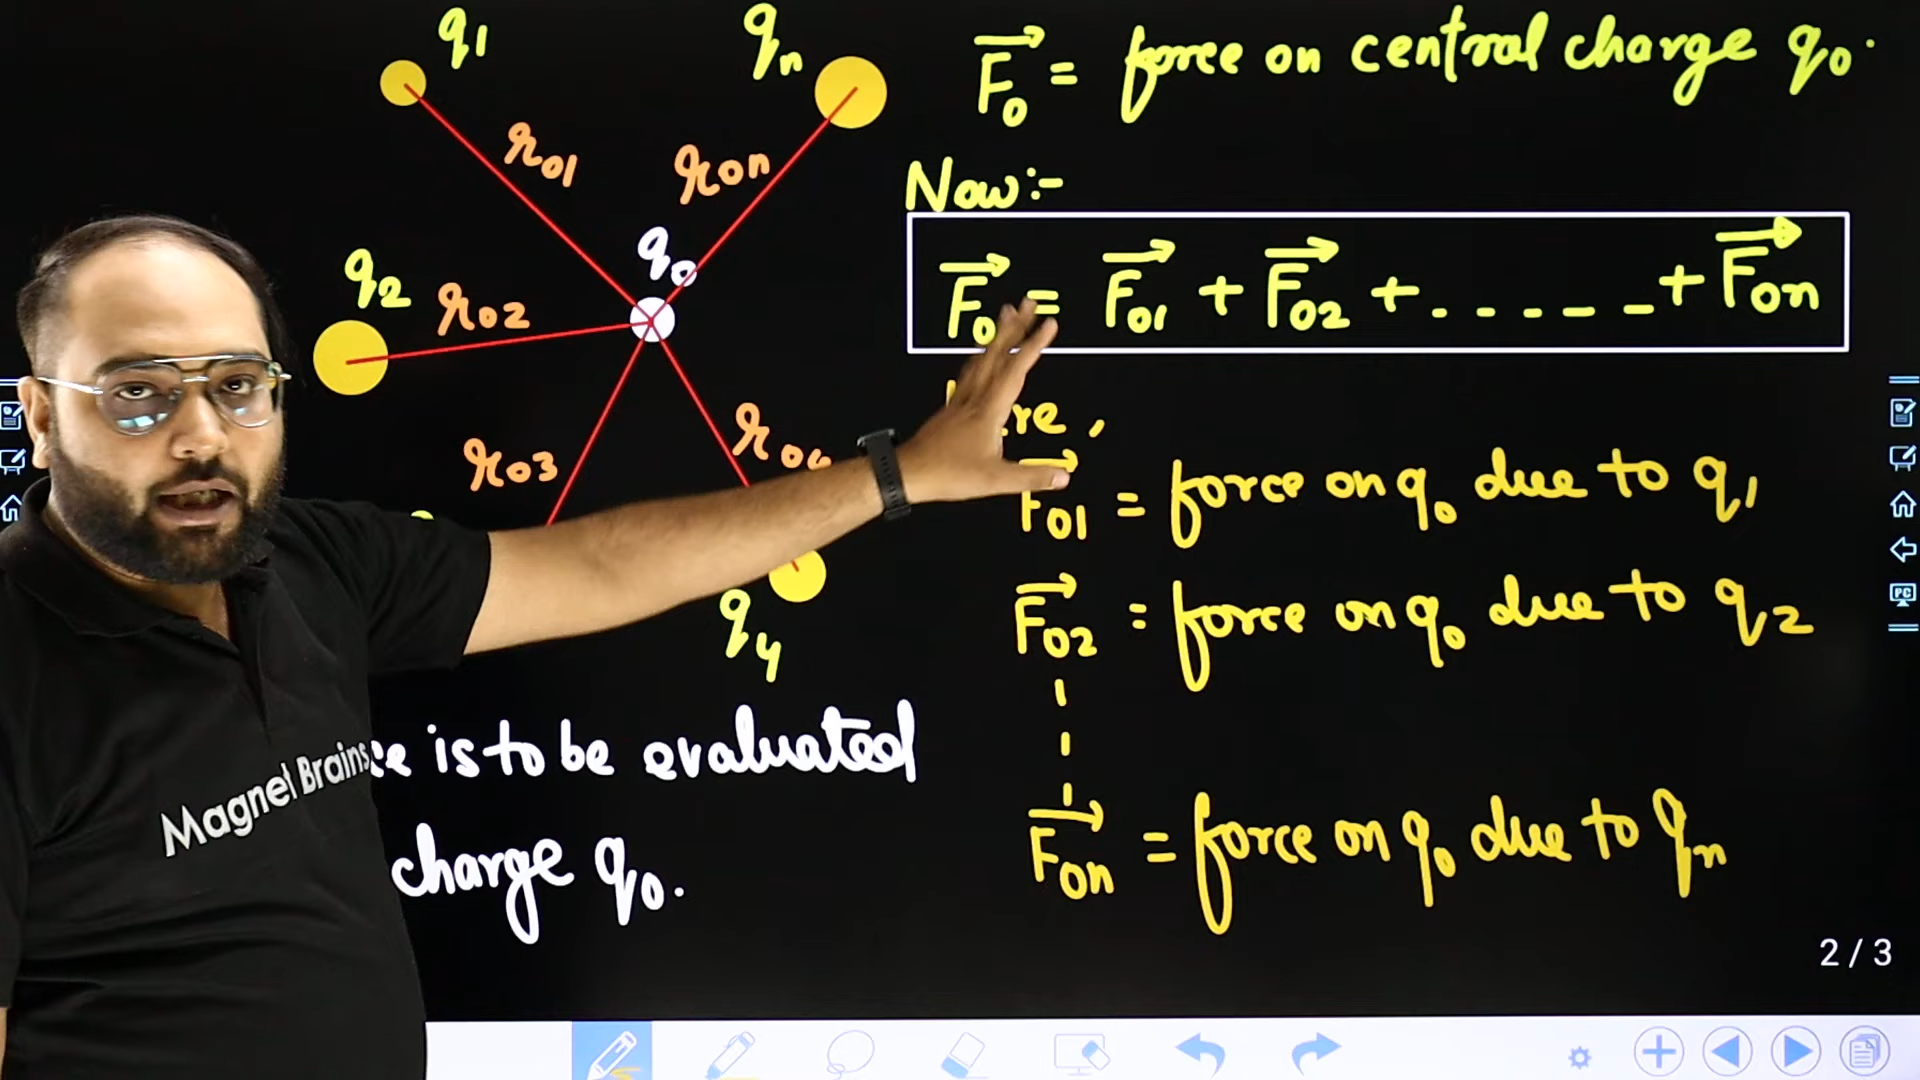 q1
qn
F0 = force on central charge q0.
r01
r0n
Now:-
q0
F0 = F01 + F02 + . - - - - - + F0n
q2
r02
r03
r04
F01 = force on q0 due to q1
F02 = force on q0 due to q2
q4
is to be evaluated
charge q0.
F0n = force on q0 due to qn
Magnet Brains
PC
2 / 3